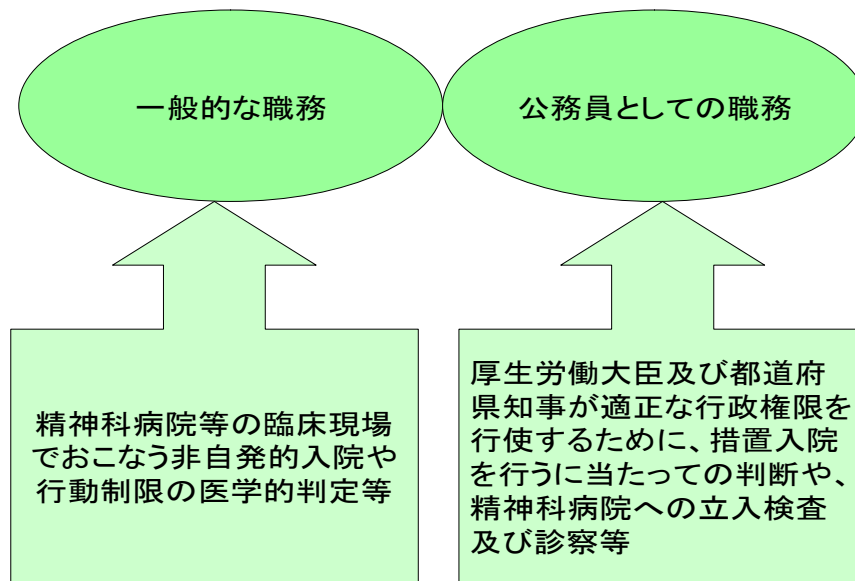 一般的な職務
公務員としての職務
精神科病院等の臨床現場
でおこなう非自発的入院や
行動制限の医学的判定等
厚生労働大臣及び都道府
県知事が適正な行政権限を
行使するために、措置入院
を行うに当たっての判断や、
精神科病院への立入検査
及び診察等